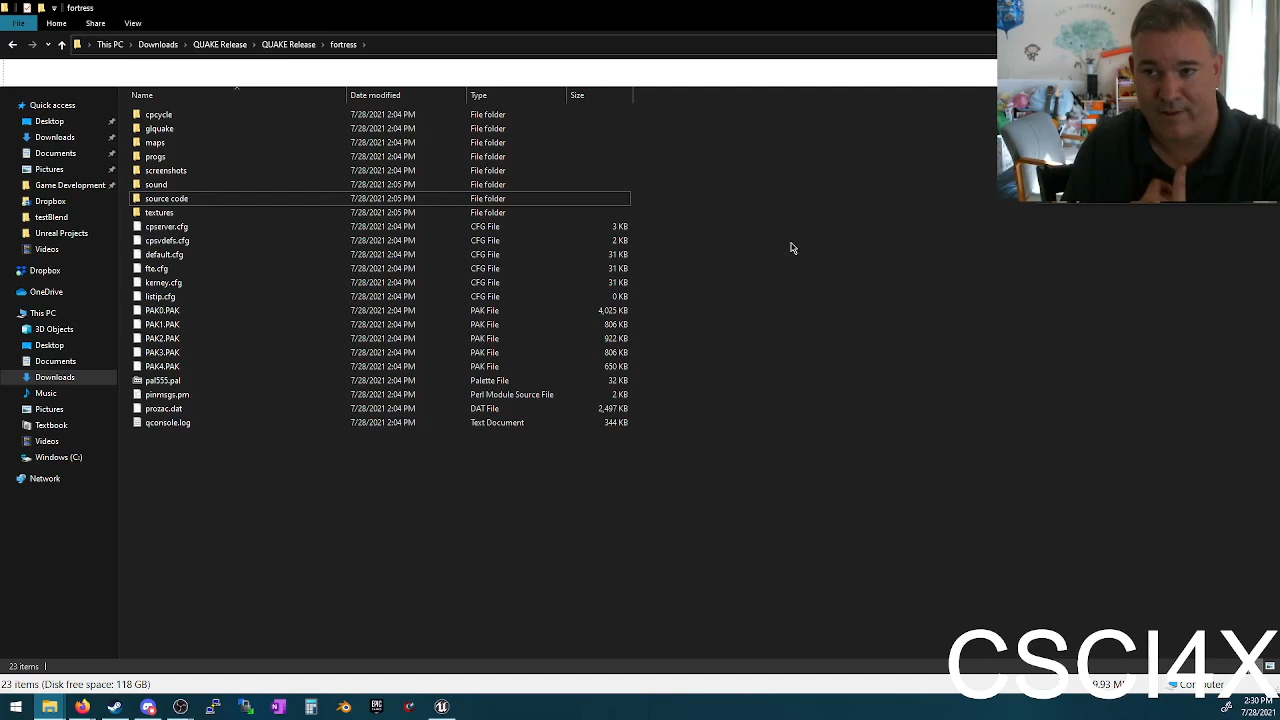 fortress
File Home Share View
This PC > Downloads > QUAKE Release > QUAKE Release > fortress >
Name Date modified Type Size
Quick access
Desktop
Downloads
Documents
Pictures
Game Development
Dropbox
testBlend
Unreal Projects
Videos
Dropbox
OneDrive
This PC
3D Objects
Desktop
Documents
Downloads
Music
Pictures
Textbook
Videos
Windows (C:)
Network
cpcycle 7/28/2021 2:04 PM File folder
glquake 7/28/2021 2:04 PM File folder
maps 7/28/2021 2:04 PM File folder
progs 7/28/2021 2:04 PM File folder
screenshots 7/28/2021 2:04 PM File folder
sound 7/28/2021 2:05 PM File folder
source code 7/28/2021 2:05 PM File folder
textures 7/28/2021 2:04 PM File folder
cpserver.cfg 7/28/2021 2:04 PM CFG File 3 KB
cpsvdefs.cfg 7/28/2021 2:04 PM CFG File 2 KB
default.cfg 7/28/2021 2:04 PM CFG File 31 KB
fte.cfg 7/28/2021 2:04 PM CFG File 31 KB
kerney.cfg 7/28/2021 2:04 PM CFG File 31 KB
listip.cfg 7/28/2021 2:04 PM CFG File 0 KB
PAK0.PAK 7/28/2021 2:04 PM PAK File 4,025 KB
PAK1.PAK 7/28/2021 2:04 PM PAK File 806 KB
PAK2.PAK 7/28/2021 2:04 PM PAK File 922 KB
PAK3.PAK 7/28/2021 2:04 PM PAK File 806 KB
PAK4.PAK 7/28/2021 2:04 PM PAK File 650 KB
pal555.pal 7/28/2021 2:04 PM Palette File 32 KB
pinmsgs.pm 7/28/2021 2:04 PM Perl Module Source File 2 KB
prozac.dat 7/28/2021 2:04 PM DAT File 2,497 KB
qconsole.log 7/28/2021 2:04 PM Text Document 344 KB
CSCI4X
23 items
23 items (Disk free space: 118 GB) 9.93 MB Computer
EPIC
2:30 PM
7/28/2021